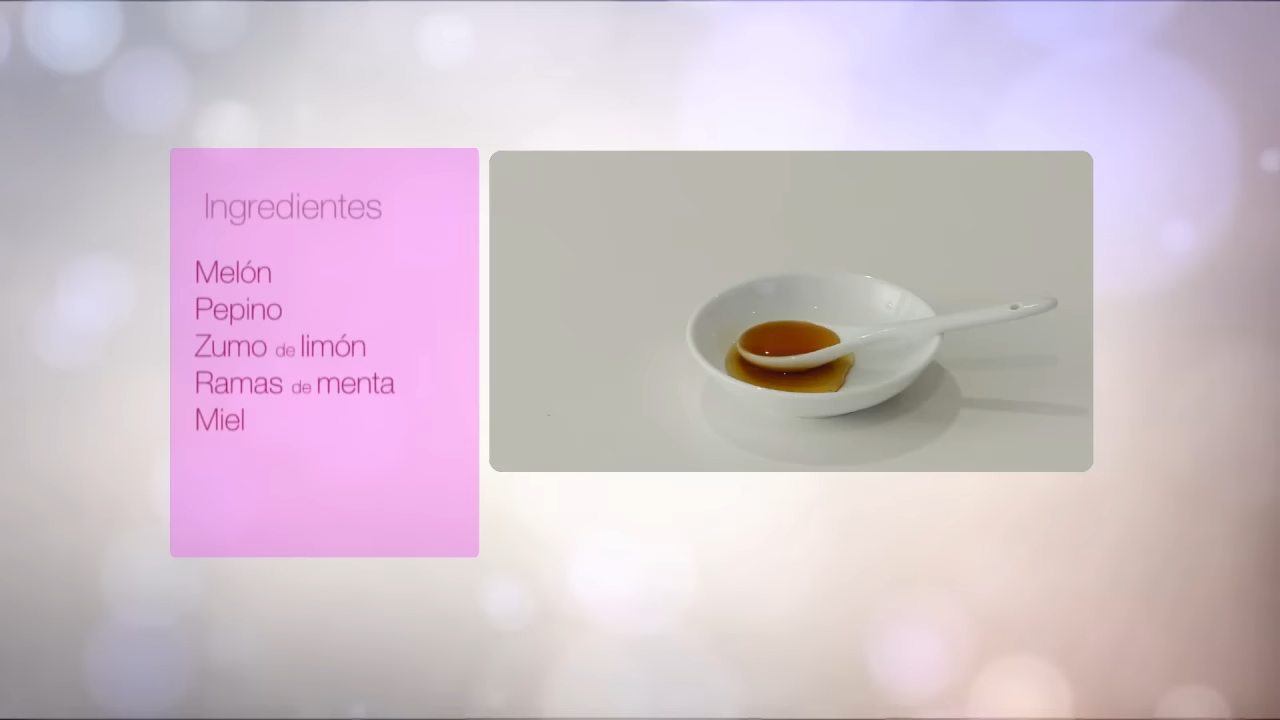 Ingredientes
Melón
Pepino
Zumo de limón
Ramas de menta
Miel